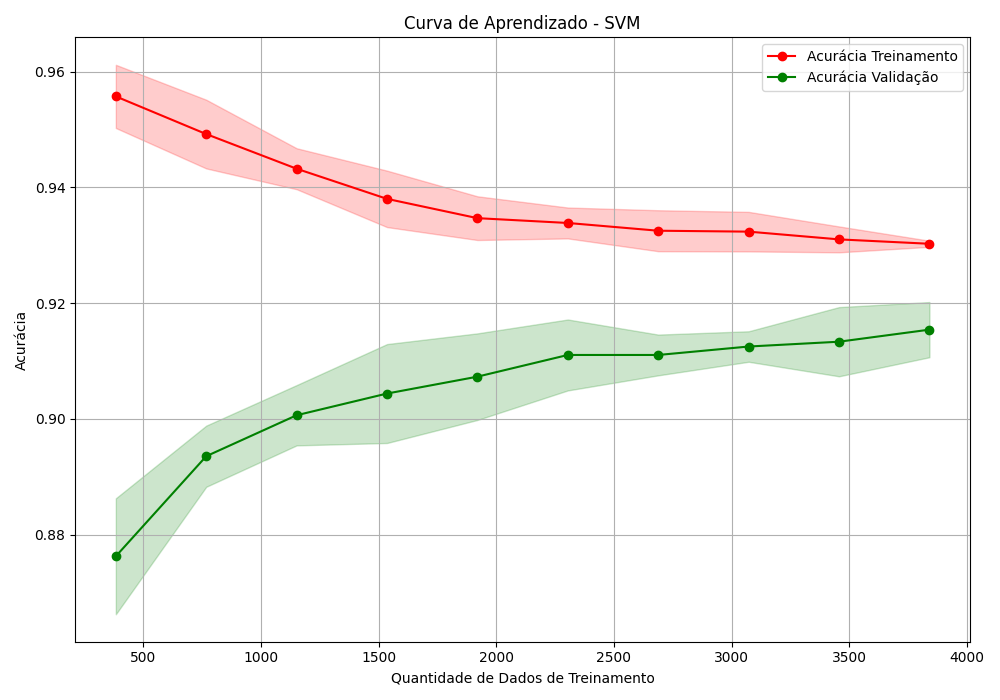 Curva de Aprendizado - SVM
Acurácia Treinamento
Acurácia Validação
0.96
0.94
0.92
0.90
0.88
Acurácia
500
1000
1500
2000
2500
3000
3500
4000
Quantidade de Dados de Treinamento